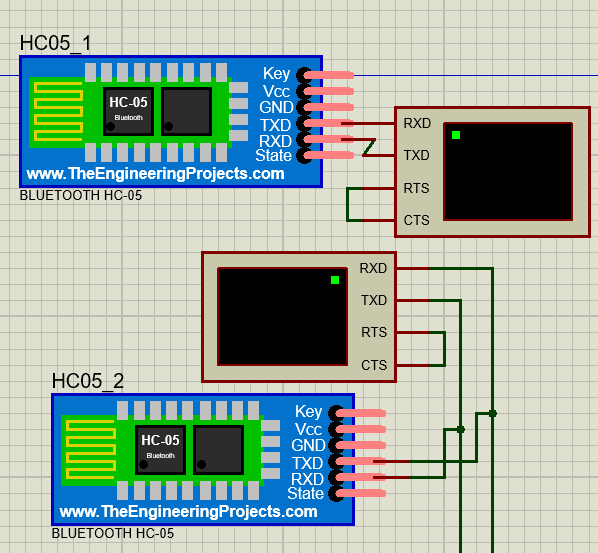 HC05_1
Key
Vcc
GND
TXD
RXD
State
HC-05
Bluetooth
www.TheEngineeringProjects.com
BLUETOOTH HC-05
RXD
TXD
RTS
CTS
RXD
TXD
RTS
CTS
HC05_2
Key
Vcc
GND
TXD
RXD
State
HC-05
Bluetooth
www.TheEngineeringProjects.com
BLUETOOTH HC-05